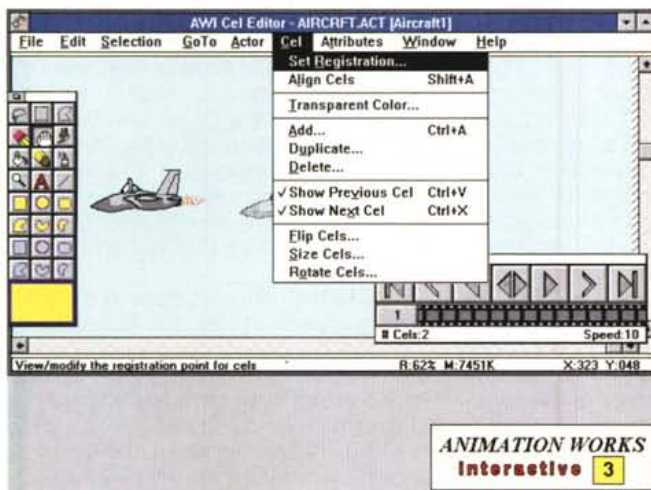 AWI Cel Editor - AIRCRFT.ACT [Aircraft1]
File Edit Selection GoTo Actor Cel Attributes Window Help
Set Registration...
Align Cels Shift+A
Transparent Color...
Add... Ctrl+A
Duplicate...
Delete...
✓Show Previous Cel Ctrl+V
✓Show Next Cel Ctrl+X
Flip Cels...
Size Cels...
Rotate Cels...
A
1
# Cels:2 Speed:10
View/modify the registration point for cels R:62% M:7451K X:323 Y:048
ANIMATION WORKS
Interactive 3